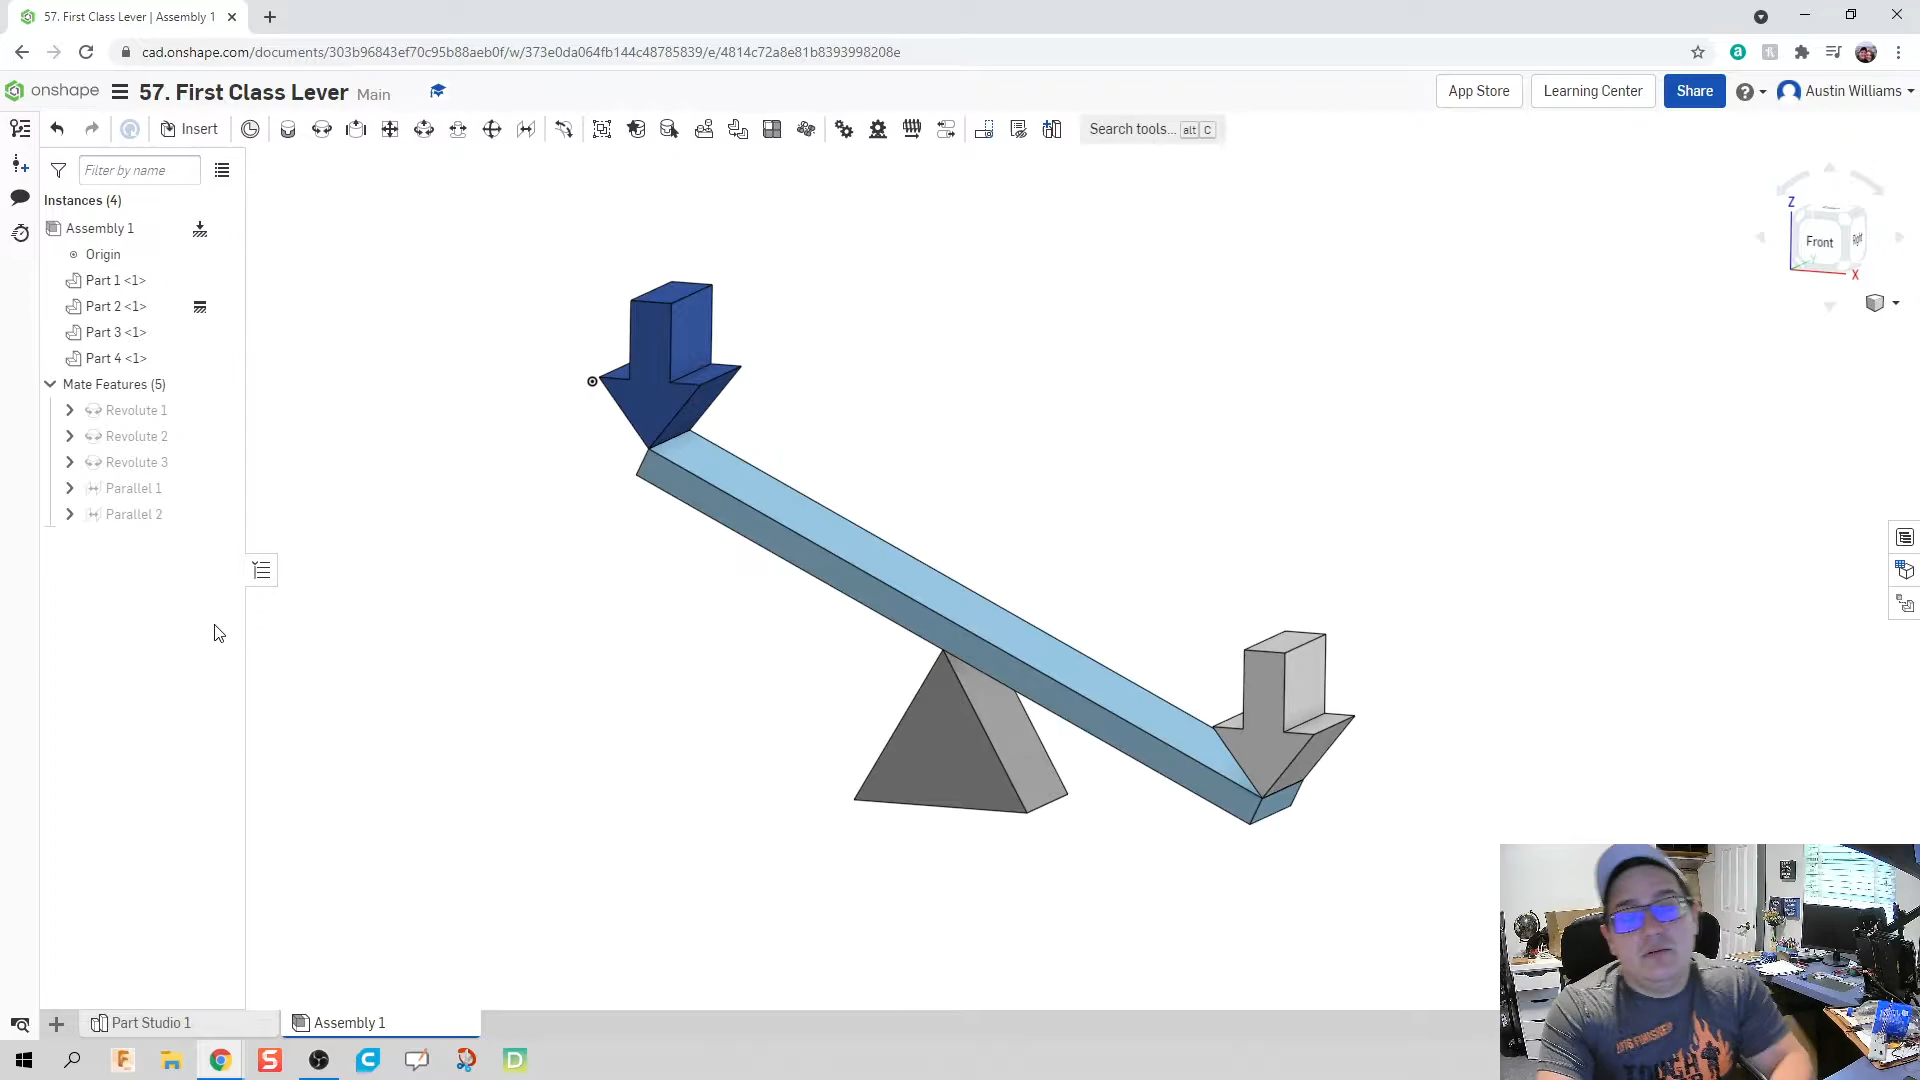 57. First Class Lever | Assembly 1
cad.onshape.com/documents/303b96843ef70c95b88aeb0f/w/373e0da064fb144c48785839/e/4814c72a8e81b8393998208e
onshape
57. First Class Lever Main
App Store
Learning Center
Share
Austin Williams
Insert
Search tools... alt C
Filter by name
Instances (4)
Assembly 1
Origin
Part 1 <1>
Part 2 <1>
Part 3 <1>
Part 4 <1>
Mate Features (5)
Revolute 1
Revolute 2
Revolute 3
Parallel 1
Parallel 2
Z
Front
Right
X
Part Studio 1
Assembly 1